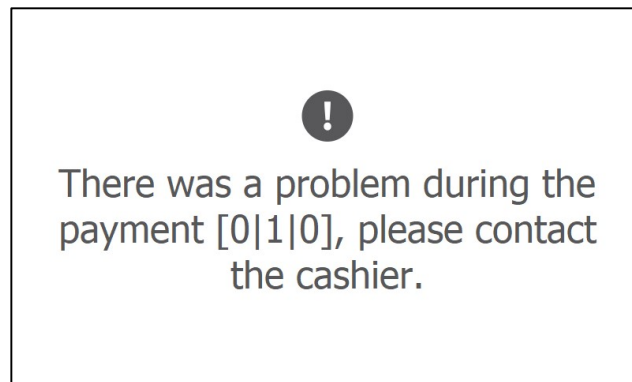 There was a problem during the
payment [0|1|0], please contact
the cashier.